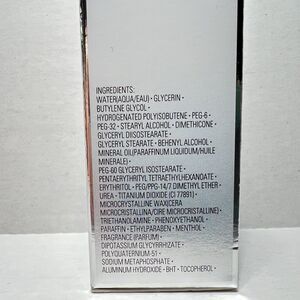 INGREDIENTS:
WATER(AQUA/EAU) • GLYCERIN •
BUTYLENE GLYCOL •
HYDROGENATED POLYISOBUTENE • PEG-6 •
PEG-32 • STEARYL ALCOHOL • DIMETHICONE •
GLYCERYL DIISOSTEARATE •
GLYCERYL STEARATE • BEHENYL ALCOHOL •
MINERAL OIL(PARAFFINUM LIQUIDUM/HUILE
MINERALE) •
PEG-60 GLYCERYL ISOSTEARATE •
PENTAERYTHRITYL TETRAETHYLHEXANOATE •
ERYTHRITOL • PEG/PPG-14/7 DIMETHYL ETHER •
UREA • TITANIUM DIOXIDE (CI 77891) •
MICROCRYSTALLINE WAX(CERA
MICROCRISTALLINA/CIRE MICROCRISTALLINE) •
TRIETHANOLAMINE • PHENOXYETHANOL •
PARAFFIN • ETHYLPARABEN • MENTHOL •
FRAGRANCE (PARFUM) •
DIPOTASSIUM GLYCYRRHIZATE •
POLYQUATERNIUM-51 •
SODIUM METAPHOSPHATE •
ALUMINUM HYDROXIDE • BHT • TOCOPHEROL •